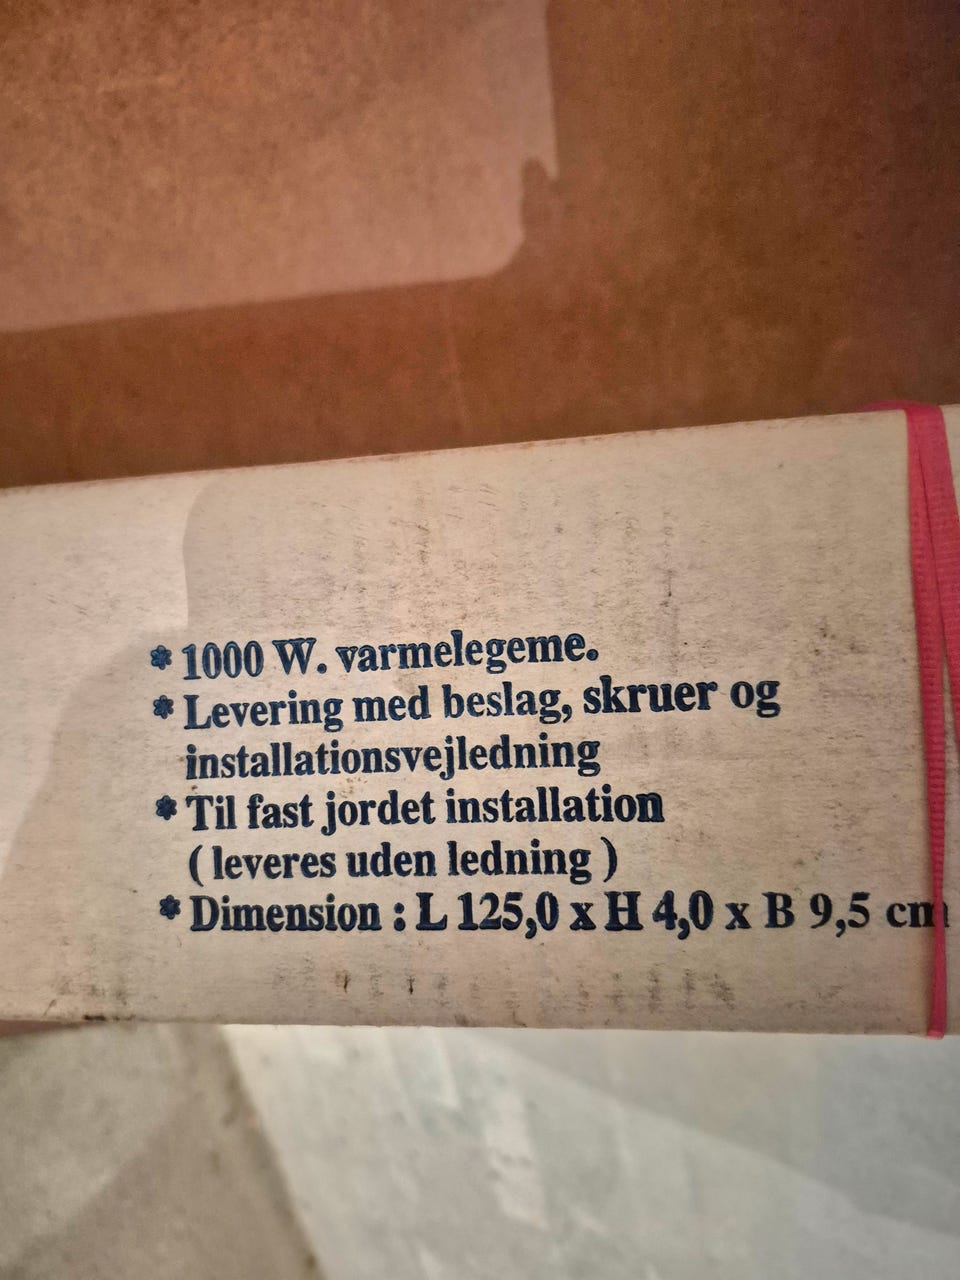 * 1000 W. varmelegeme.
* Levering med beslag, skruer og
installationsvejledning
* Til fast jordet installation
( leveres uden ledning )
* Dimension : L 125,0 x H 4,0 x B 9,5 cm